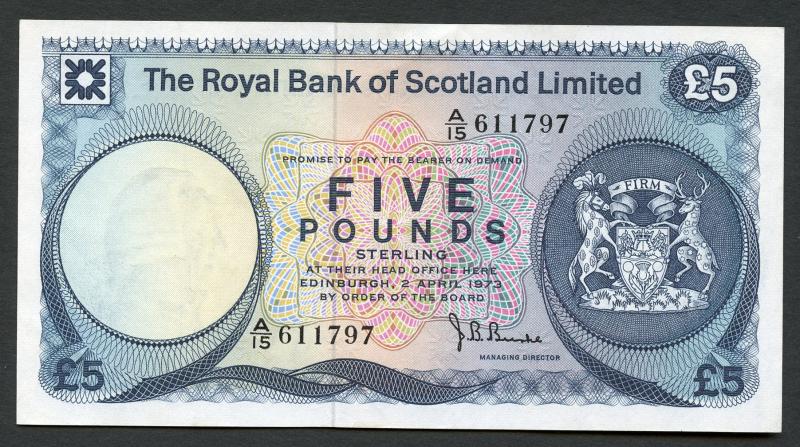 The Royal Bank of Scotland Limited
£5
A/15 611797
PROMISE TO PAY THE BEARER ON DEMAND
FIVE
POUNDS
STERLING
AT THEIR HEAD OFFICE HERE
EDINBURGH, 2 APRIL 1973
BY ORDER OF THE BOARD
FIRM
A/15 611797
J. B. Burke
MANAGING DIRECTOR
£5
£5